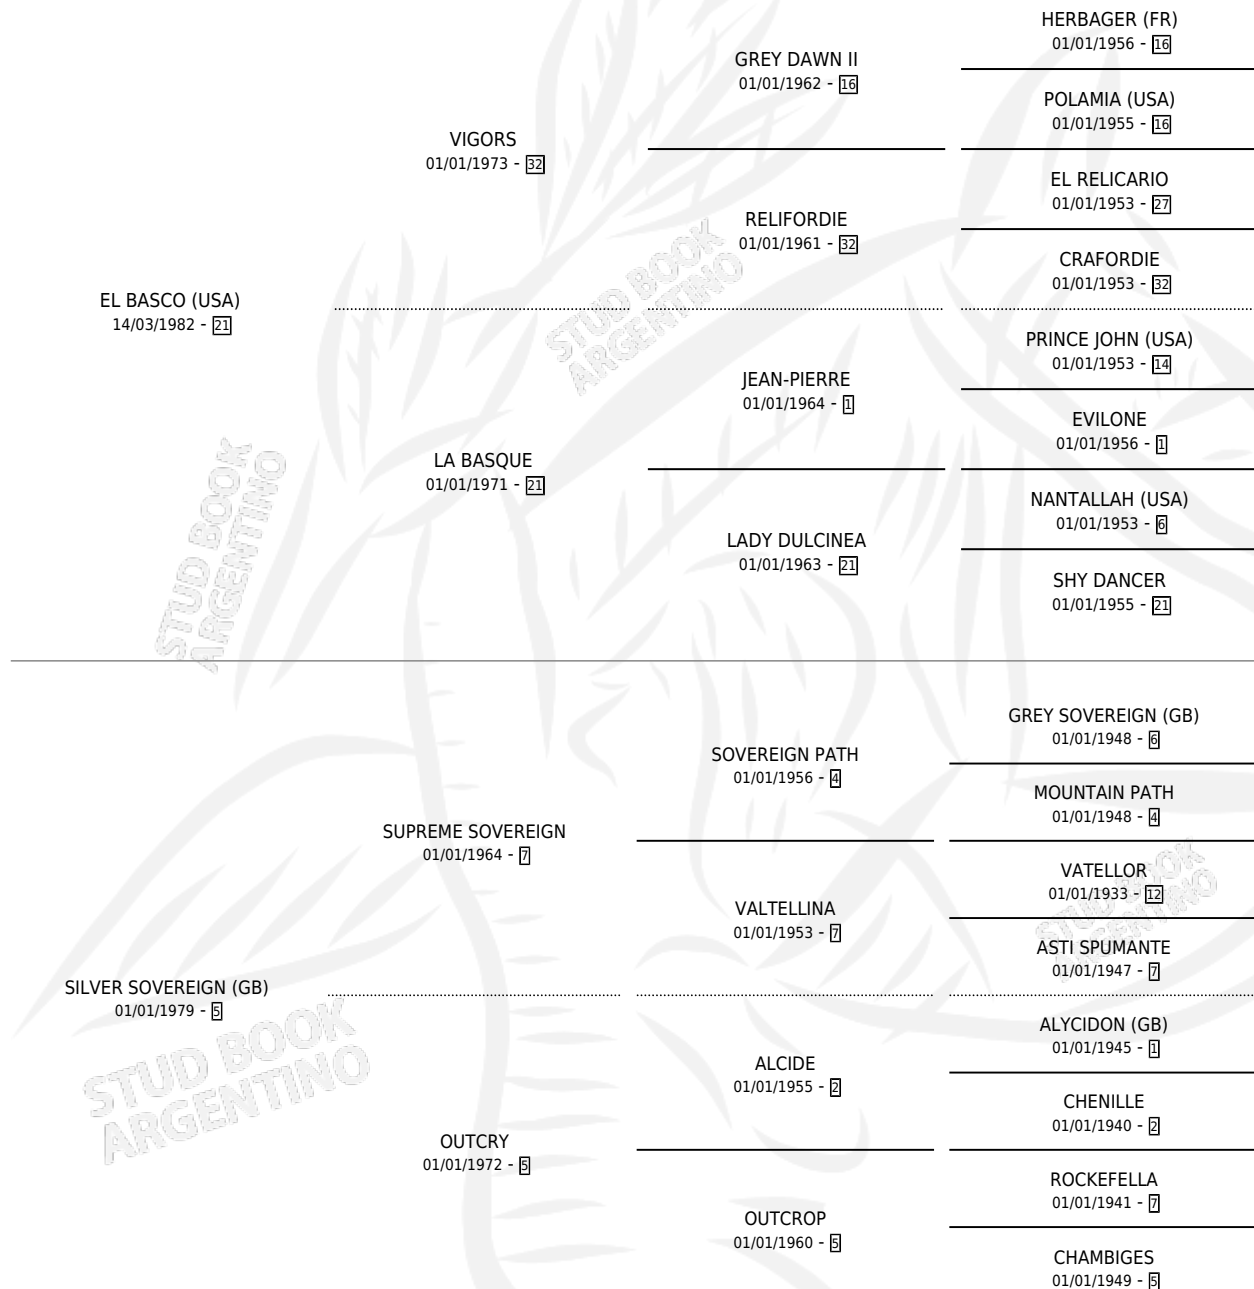 HERBAGER (FR)
01/01/1956 - 16
GREY DAWN II
01/01/1962 - 16
POLAMIA (USA)
01/01/1955 - 16
VIGORS
01/01/1973 - 32
EL RELICARIO
01/01/1953 - 27
RELIFORDIE
01/01/1961 - 32
CRAFORDIE
01/01/1953 - 32
EL BASCO (USA)
14/03/1982 - 21
PRINCE JOHN (USA)
01/01/1953 - 14
JEAN-PIERRE
01/01/1964 - 1
EVILONE
01/01/1956 - 1
LA BASQUE
01/01/1971 - 21
NANTALLAH (USA)
01/01/1953 - 6
LADY DULCINEA
01/01/1963 - 21
SHY DANCER
01/01/1955 - 21
GREY SOVEREIGN (GB)
01/01/1948 - 6
SOVEREIGN PATH
01/01/1956 - 4
MOUNTAIN PATH
01/01/1948 - 4
SUPREME SOVEREIGN
01/01/1964 - 7
VATELLOR
01/01/1933 - 12
VALTELLINA
01/01/1953 - 7
ASTI SPUMANTE
01/01/1947 - 7
SILVER SOVEREIGN (GB)
01/01/1979 - 5
ALYCIDON (GB)
01/01/1945 - 1
ALCIDE
01/01/1955 - 2
CHENILLE
01/01/1940 - 2
OUTCRY
01/01/1972 - 5
ROCKEFELLA
01/01/1941 - 7
OUTCROP
01/01/1960 - 5
CHAMBIGES
01/01/1949 - 5
STUD BOOK
ARGENTINO
STUD BOOK
ARGENTINO
STUD BOOK
ARGENTINO
STUD BOOK
ARGENTINO